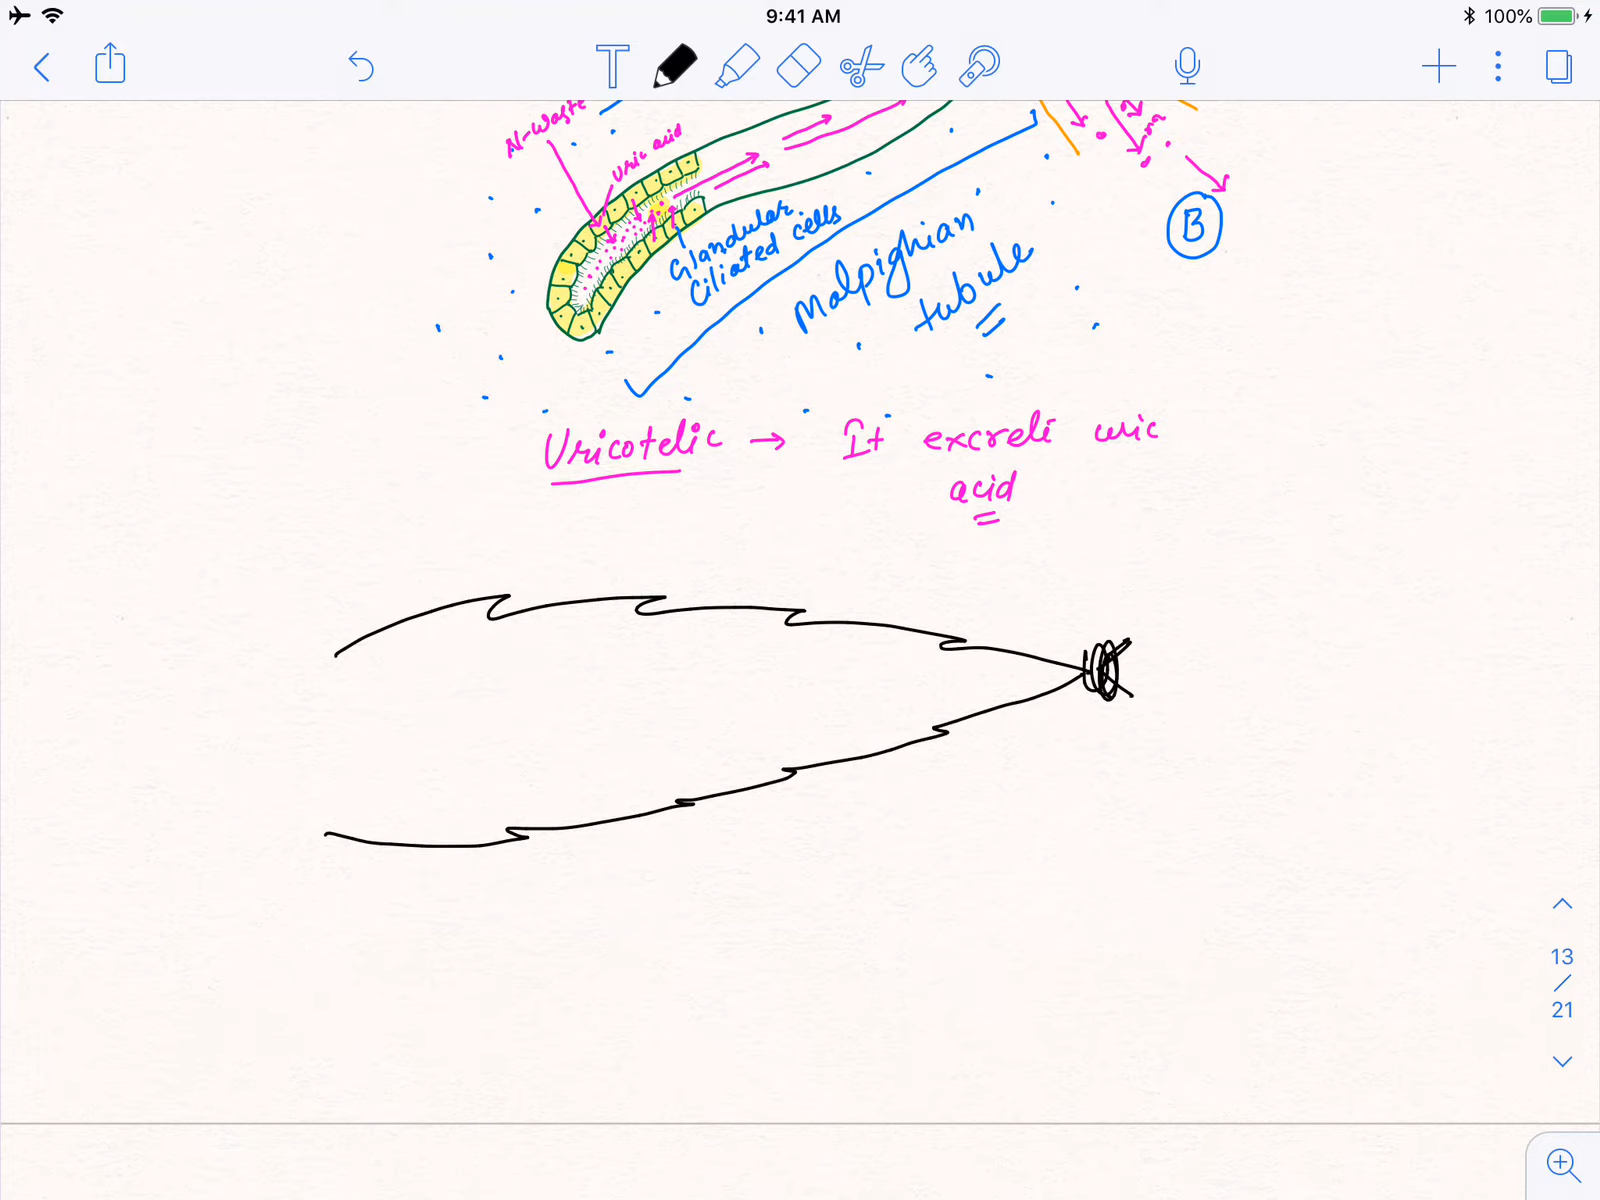 9:41 AM
100%
T
N-Waste
Uric acid
Glandular
Ciliated cells
Malpighian
tubule
B
Uricotelic → It excreti uric
acid
13
/
21